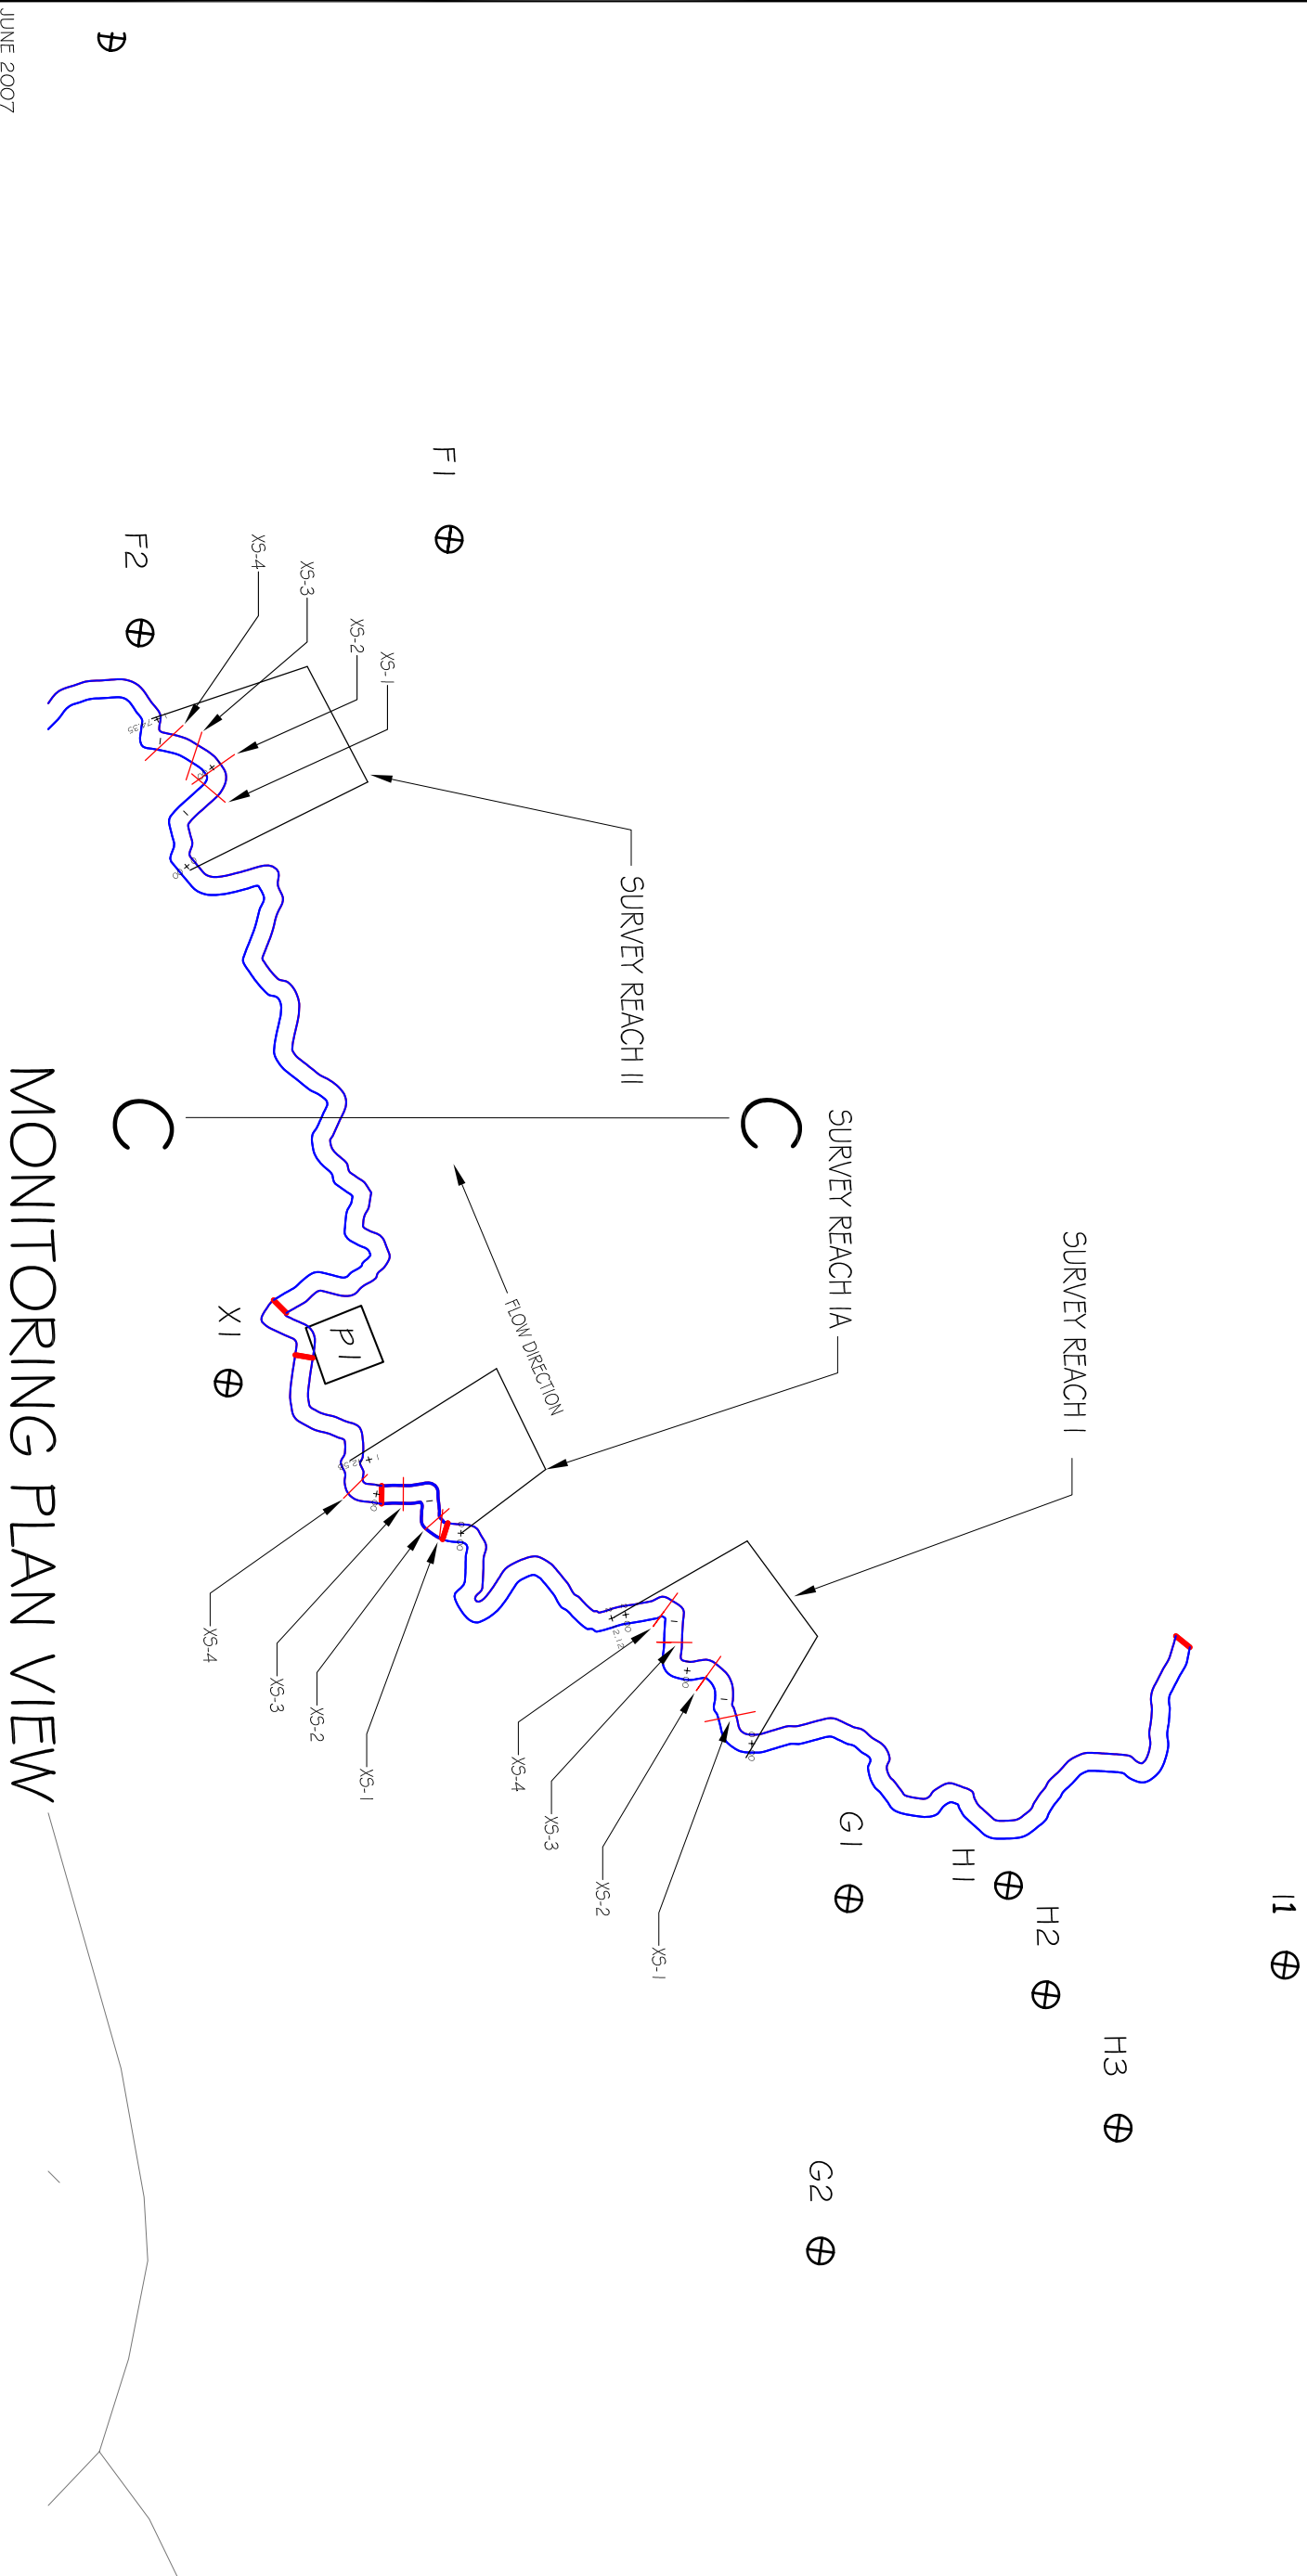 SURVEY REACH I
SURVEY REACH IA
SURVEY REACH II
FLOW DIRECTION
I1
H3
H2
H1
G1
G2
F1
F2
X1
P1
C
C
XS-4
XS-3
XS-2
XS-1
XS-4
XS-3
XS-2
XS-1
XS-4
XS-3
XS-2
XS-1
MONITORING PLAN VIEW
JUNE 2007